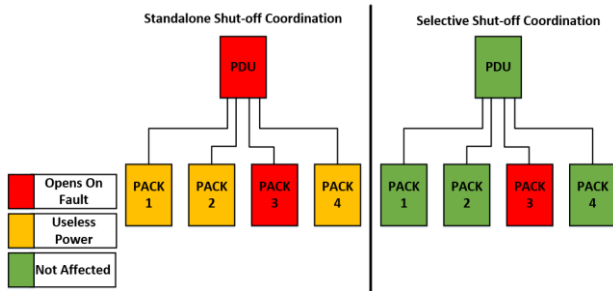 Standalone Shut-off Coordination
PDU
PACK
1
PACK
2
PACK
3
PACK
4
Opens On
Fault
Useless
Power
Not Affected
Selective Shut-off Coordination
PDU
PACK
1
PACK
2
PACK
3
PACK
4